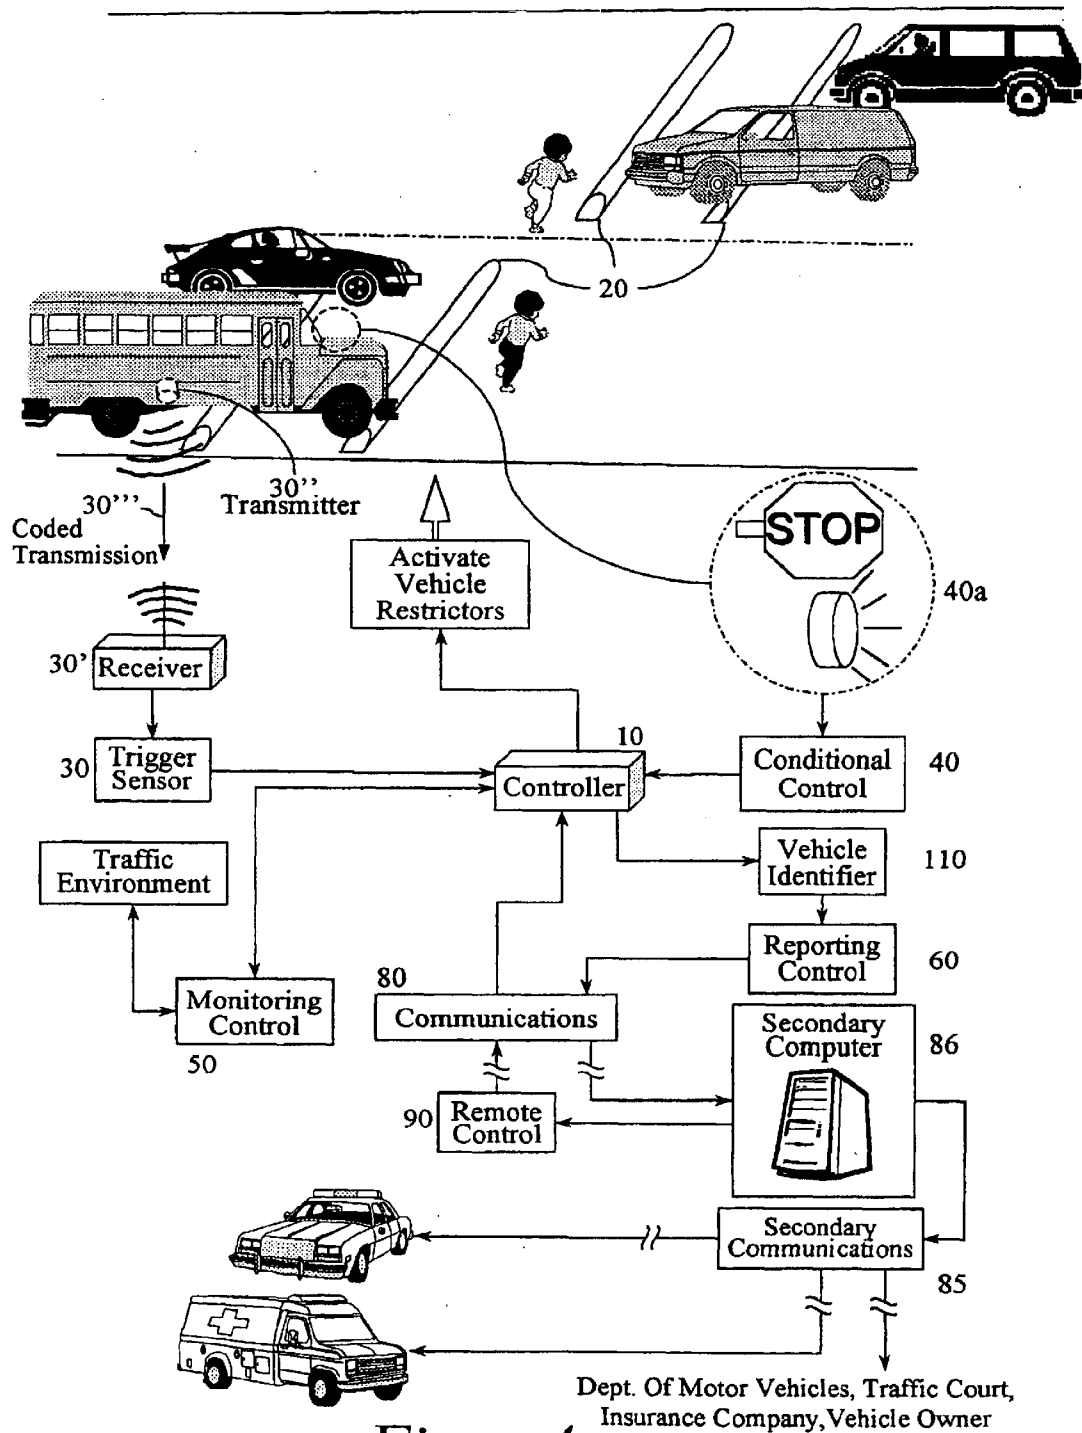 20
STOP
30'''
30''
Transmitter
Coded
Transmission
40a
Activate
Vehicle
Restrictors
30'
Receiver
10
30
Trigger
Sensor
Controller
Conditional
Control
40
Traffic
Environment
Vehicle
Identifier
110
Reporting
Control
60
80
Monitoring
Control
50
Communications
Secondary
Computer
86
90
Remote
Control
Secondary
Communications
85
Dept. Of Motor Vehicles, Traffic Court,
Insurance Company, Vehicle Owner